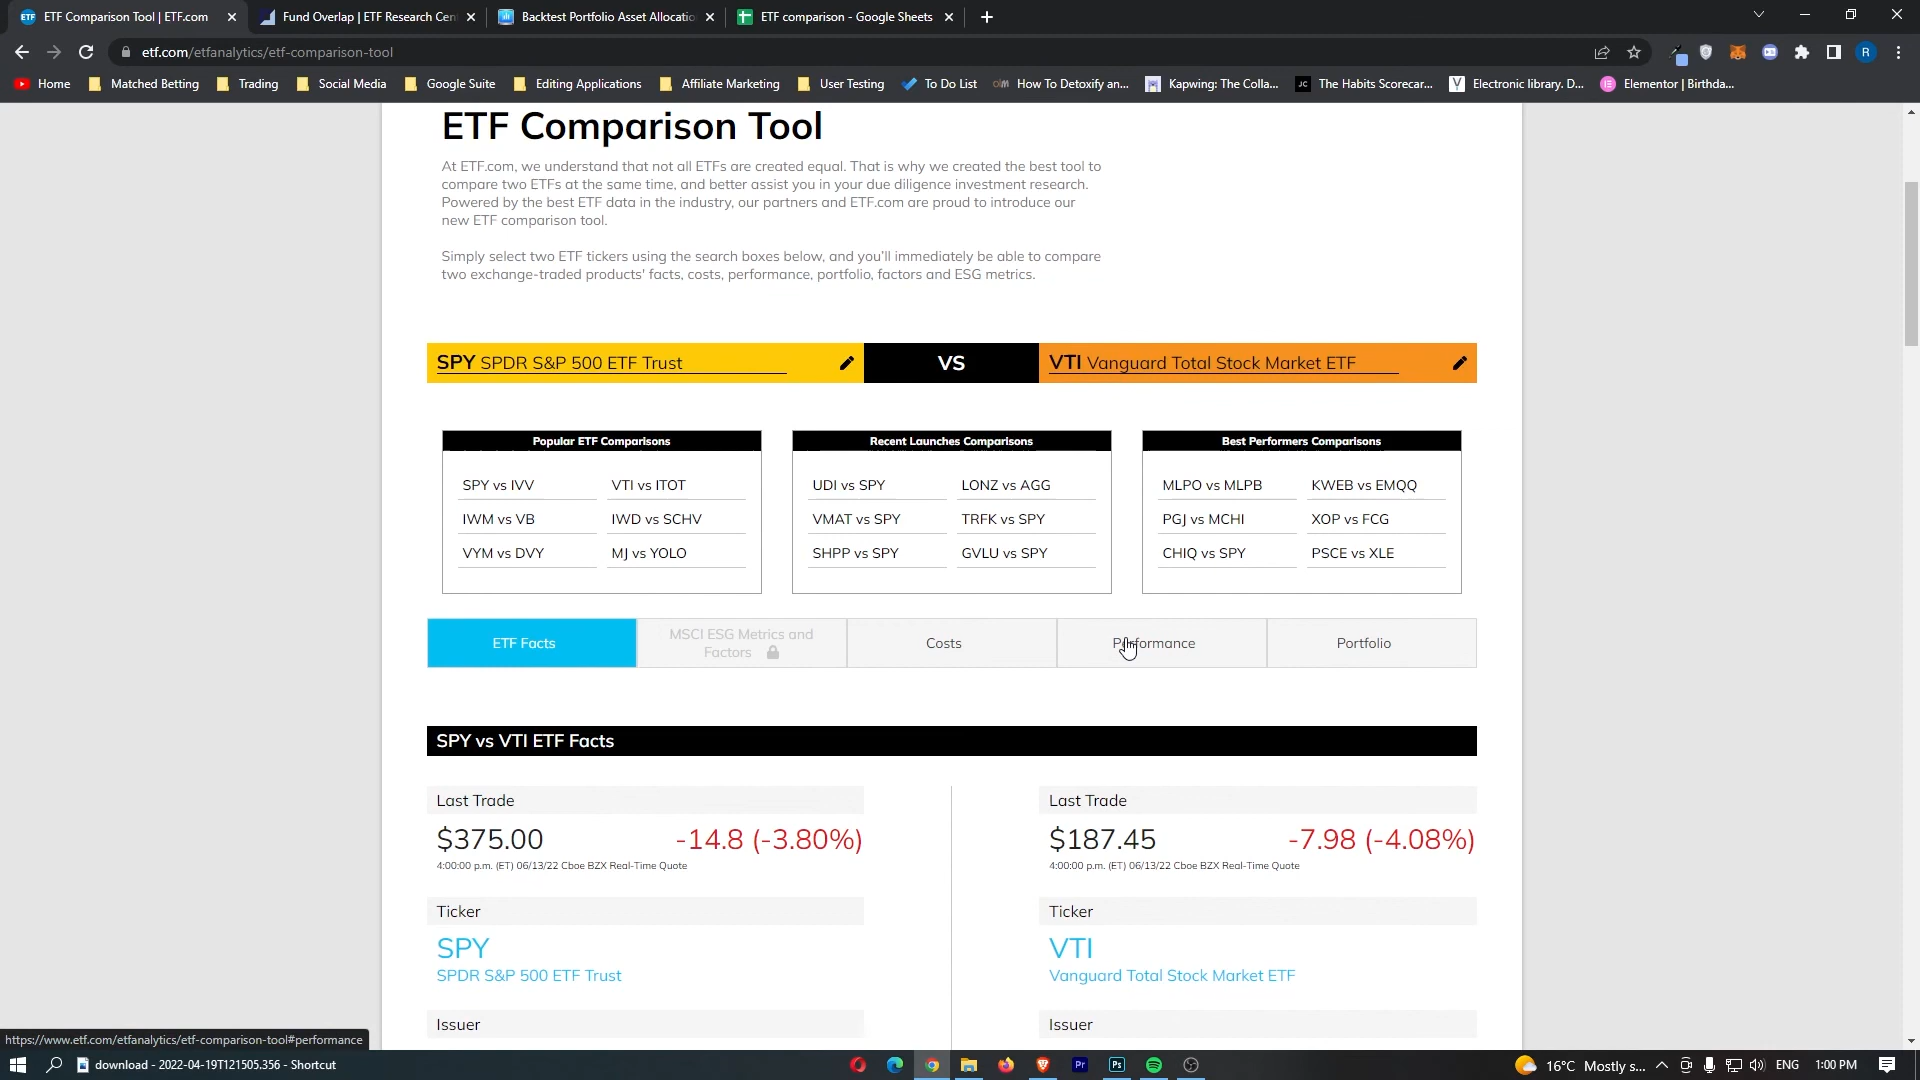 ETF Comparison Tool | ETF.com
Fund Overlap | ETF Research Cen
Backtest Portfolio Asset Allocatio
ETF comparison - Google Sheets
etf.com/etfanalytics/etf-comparison-tool
R
Home
Matched Betting
Trading
Social Media
Google Suite
Editing Applications
Affiliate Marketing
User Testing
To Do List
How To Detoxify an...
Kapwing: The Colla...
The Habits Scorecar...
Electronic library. D...
Elementor | Birthda...
ETF Comparison Tool
At ETF.com, we understand that not all ETFs are created equal. That is why we created the best tool to
compare two ETFs at the same time, and better assist you in your due diligence investment research.
Powered by the best ETF data in the industry, our partners and ETF.com are proud to introduce our
new ETF comparison tool.
Simply select two ETF tickers using the search boxes below, and you'll immediately be able to compare
two exchange-traded products' facts, costs, performance, portfolio, factors and ESG metrics.
SPY SPDR S&P 500 ETF Trust
VS
VTI Vanguard Total Stock Market ETF
Popular ETF Comparisons
SPY vs IVV
VTI vs ITOT
IWM vs VB
IWD vs SCHV
VYM vs DVY
MJ vs YOLO
Recent Launches Comparisons
UDI vs SPY
LONZ vs AGG
VMAT vs SPY
TRFK vs SPY
SHPP vs SPY
GVLU vs SPY
Best Performers Comparisons
MLPO vs MLPB
KWEB vs EMQQ
PGJ vs MCHI
XOP vs FCG
CHIQ vs SPY
PSCE vs XLE
ETF Facts
MSCI ESG Metrics and
Factors
Costs
Performance
Portfolio
SPY vs VTI ETF Facts
Last Trade
$375.00
-14.8 (-3.80%)
4:00:00 p.m. (ET) 06/13/22 Cboe BZX Real-Time Quote
Ticker
SPY
SPDR S&P 500 ETF Trust
Issuer
Last Trade
$187.45
-7.98 (-4.08%)
4:00:00 p.m. (ET) 06/13/22 Cboe BZX Real-Time Quote
Ticker
VTI
Vanguard Total Stock Market ETF
Issuer
https://www.etf.com/etfanalytics/etf-comparison-tool#performance
download - 2022-04-19T121505.356 - Shortcut
16°C Mostly s...
ENG
1:00 PM